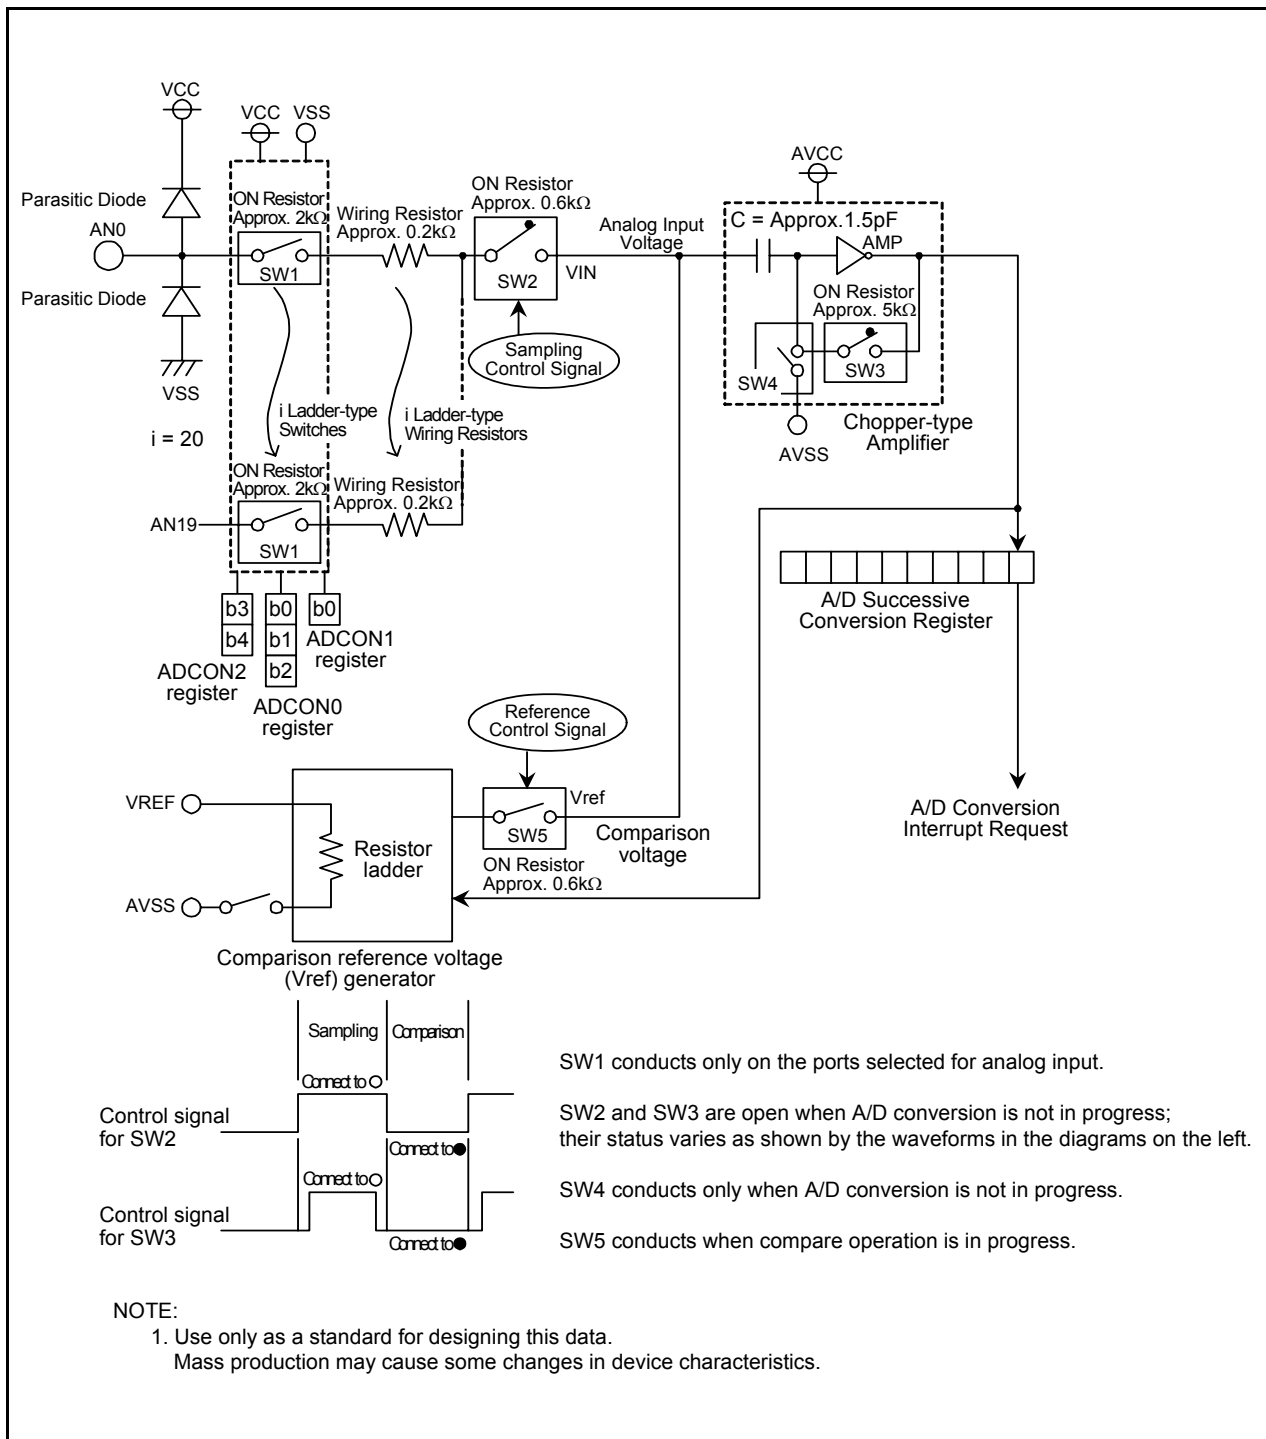 VCC
VCC
VSS
AVCC
Parasitic Diode
ON Resistor
Approx. 2kΩ
Wiring Resistor
Approx. 0.2kΩ
ON Resistor
Approx. 0.6kΩ
Analog Input
Voltage
C = Approx.1.5pF
AMP
AN0
SW1
SW2
VIN
Parasitic Diode
ON Resistor
Approx. 5kΩ
Sampling
Control Signal
SW4
SW3
VSS
i = 20
i Ladder-type
Switches
i Ladder-type
Wiring Resistors
AVSS
Chopper-type
Amplifier
ON Resistor
Approx. 2kΩ
Wiring Resistor
Approx. 0.2kΩ
AN19
SW1
b3
b4
b0
b1
b2
b0
ADCON1
register
ADCON2
register
ADCON0
register
A/D Successive
Conversion Register
Reference
Control Signal
VREF
Resistor
ladder
Vref
SW5
Comparison
voltage
ON Resistor
Approx. 0.6kΩ
A/D Conversion
Interrupt Request
AVSS
Comparison reference voltage
(Vref) generator
Sampling
Comparison
Connect to
Control signal
for SW2
Connect to
Connect to
Control signal
for SW3
Connect to
SW1 conducts only on the ports selected for analog input.
SW2 and SW3 are open when A/D conversion is not in progress;
their status varies as shown by the waveforms in the diagrams on the left.
SW4 conducts only when A/D conversion is not in progress.
SW5 conducts when compare operation is in progress.
NOTE:
1. Use only as a standard for designing this data.
Mass production may cause some changes in device characteristics.